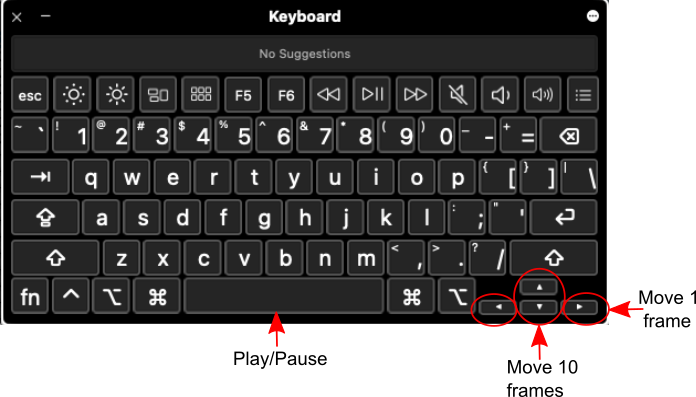 Keyboard
No Suggestions
esc F5 F6
~ ` ! 1 @ 2 # 3 $ 4 % 5 ^ 6 & 7 * 8 ( 9 ) 0 _ - + =
q w e r t y u i o p { [ } ] | \
a s d f g h j k l : ; " '
z x c v b n m < , > . ? /
fn
Move 1
frame
Play/Pause
Move 10
frames